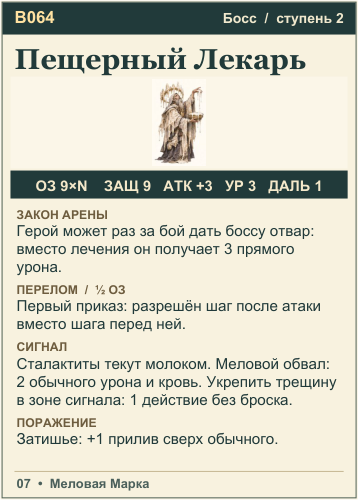 B064
Босс / ступень 2
Пещерный Лекарь
ОЗ 9×N ЗАЩ 9 АТК +3 УР 3 ДАЛЬ 1
ЗАКОН АРЕНЫ
Герой может раз за бой дать боссу отвар:
вместо лечения он получает 3 прямого
урона.
ПЕРЕЛОМ / ½ ОЗ
Первый приказ: разрешён шаг после атаки
вместо шага перед ней.
СИГНАЛ
Сталактиты текут молоком. Меловой обвал:
2 обычного урона и кровь. Укрепить трещину
в зоне сигнала: 1 действие без броска.
ПОРАЖЕНИЕ
Затишье: +1 прилив сверх обычного.
07 • Меловая Марка